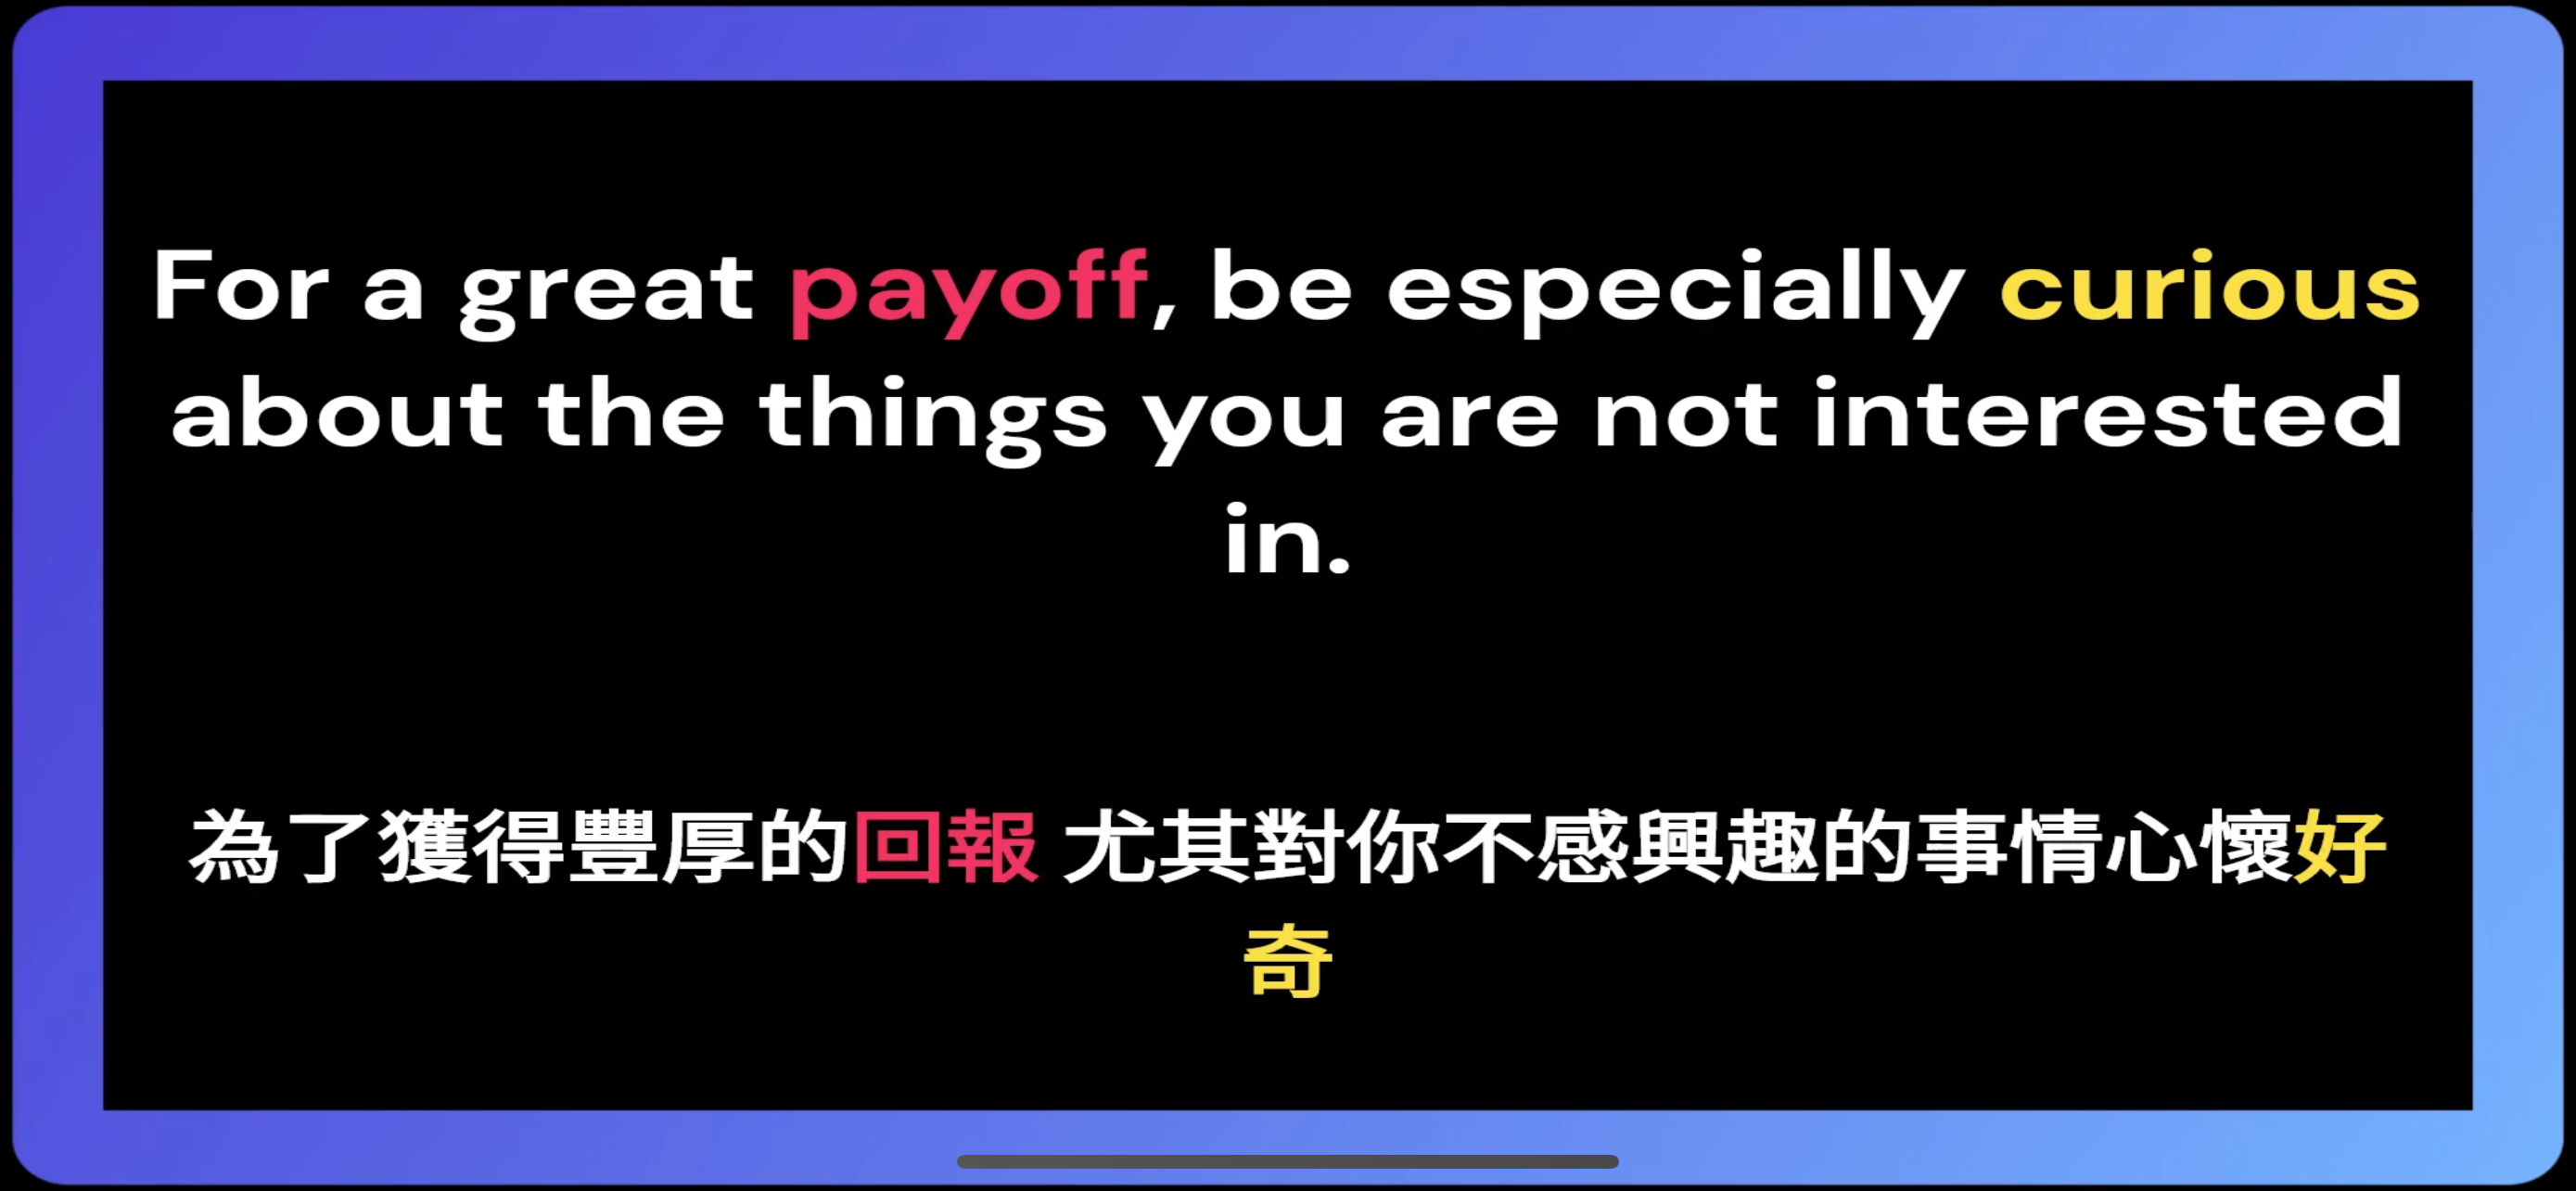 For a great payoff, be especially curious
about the things you are not interested
in.
為了獲得豐厚的回報 尤其對你不感興趣的事情心懷好
奇